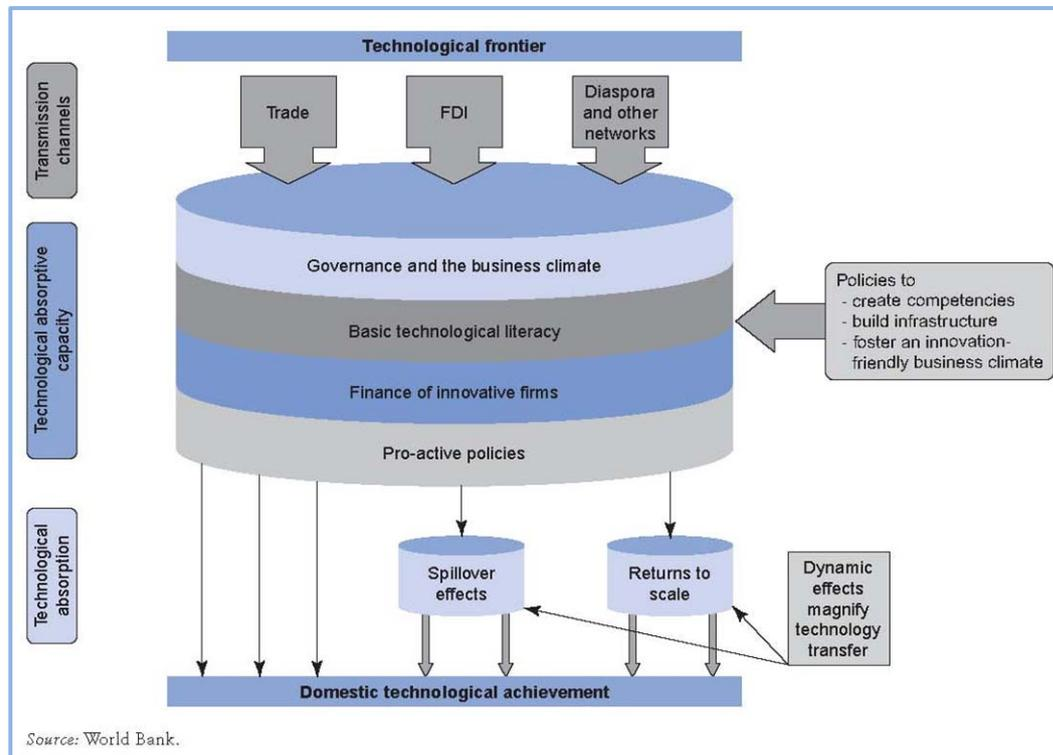 Technological frontier
Transmission
channels
Trade
FDI
Diaspora
and other
networks
Technological absorptive
capacity
Governance and the business climate
Basic technological literacy
Finance of innovative firms
Pro-active policies
Policies to
- create competencies
- build infrastructure
- foster an innovation-
friendly business climate
Technological
absorption
Spillover
effects
Returns to
scale
Dynamic
effects
magnify
technology
transfer
Domestic technological achievement
Source: World Bank.